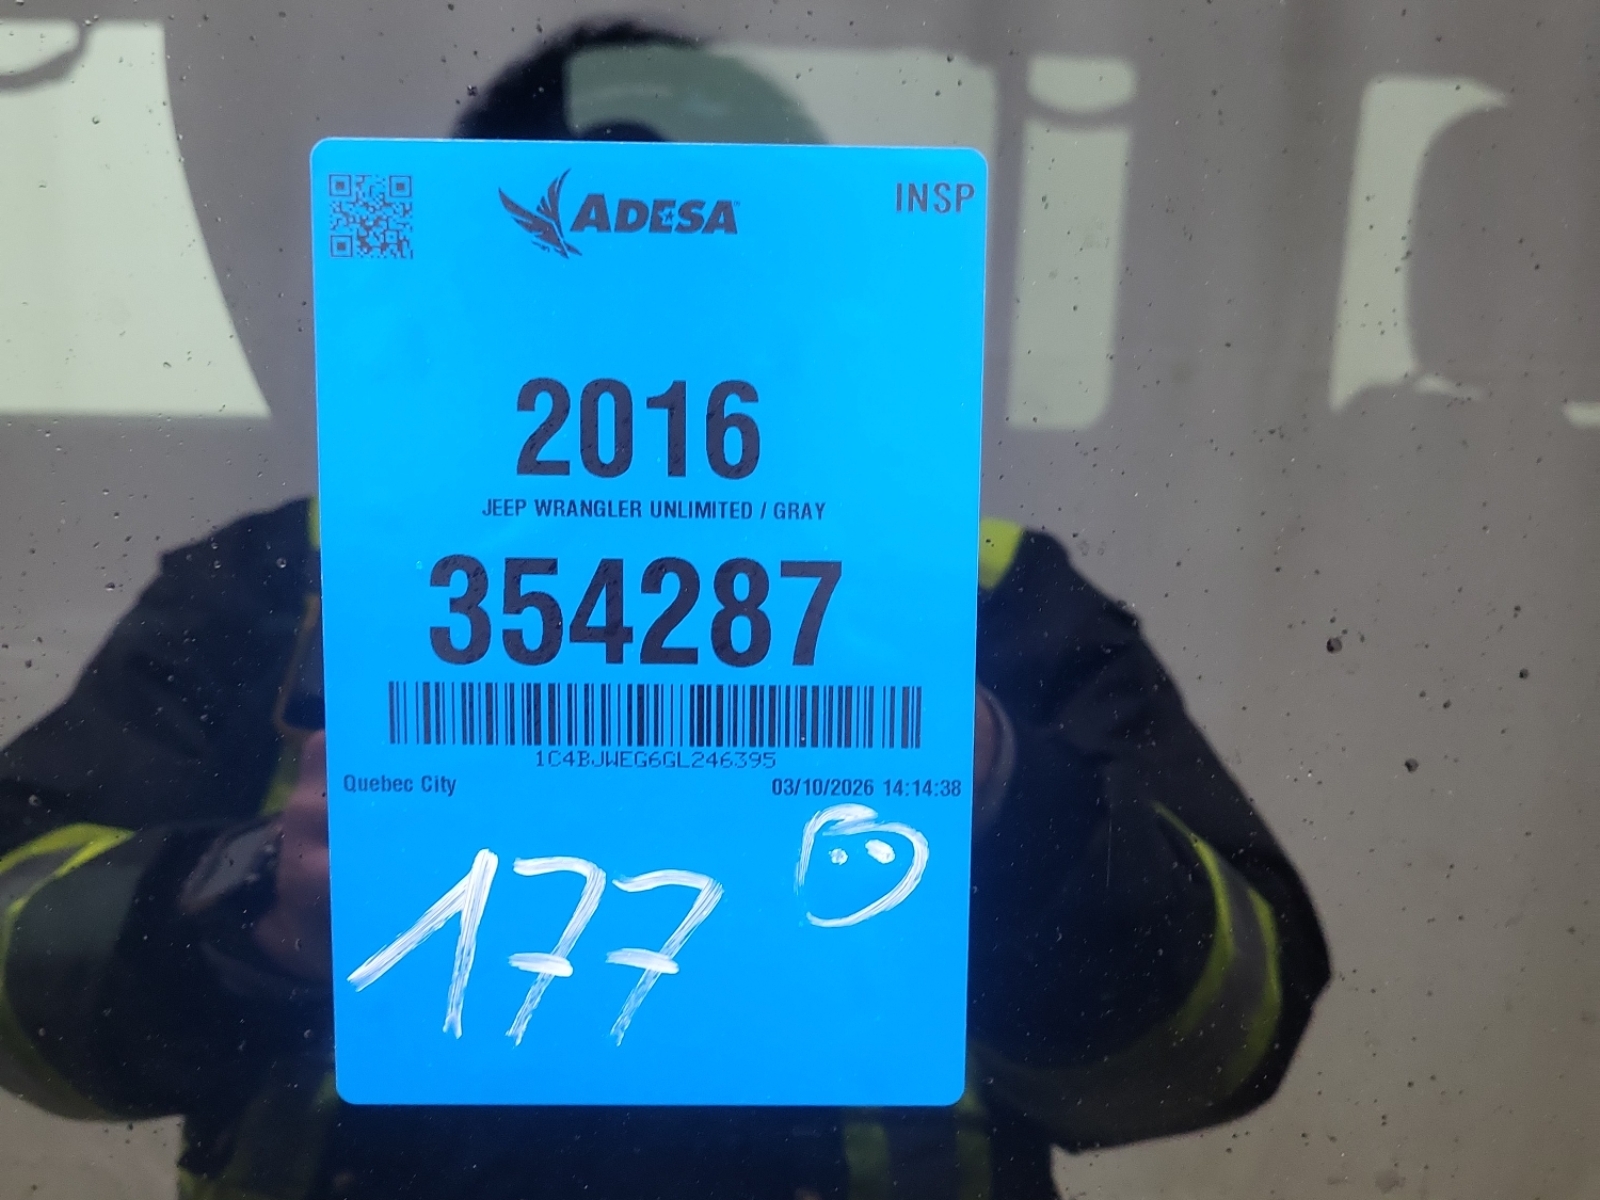 ADESA
INSP
2016
JEEP WRANGLER UNLIMITED / GRAY
354287
1C4BJWEG6GL246395
Quebec City 03/10/2026 14:14:38
177